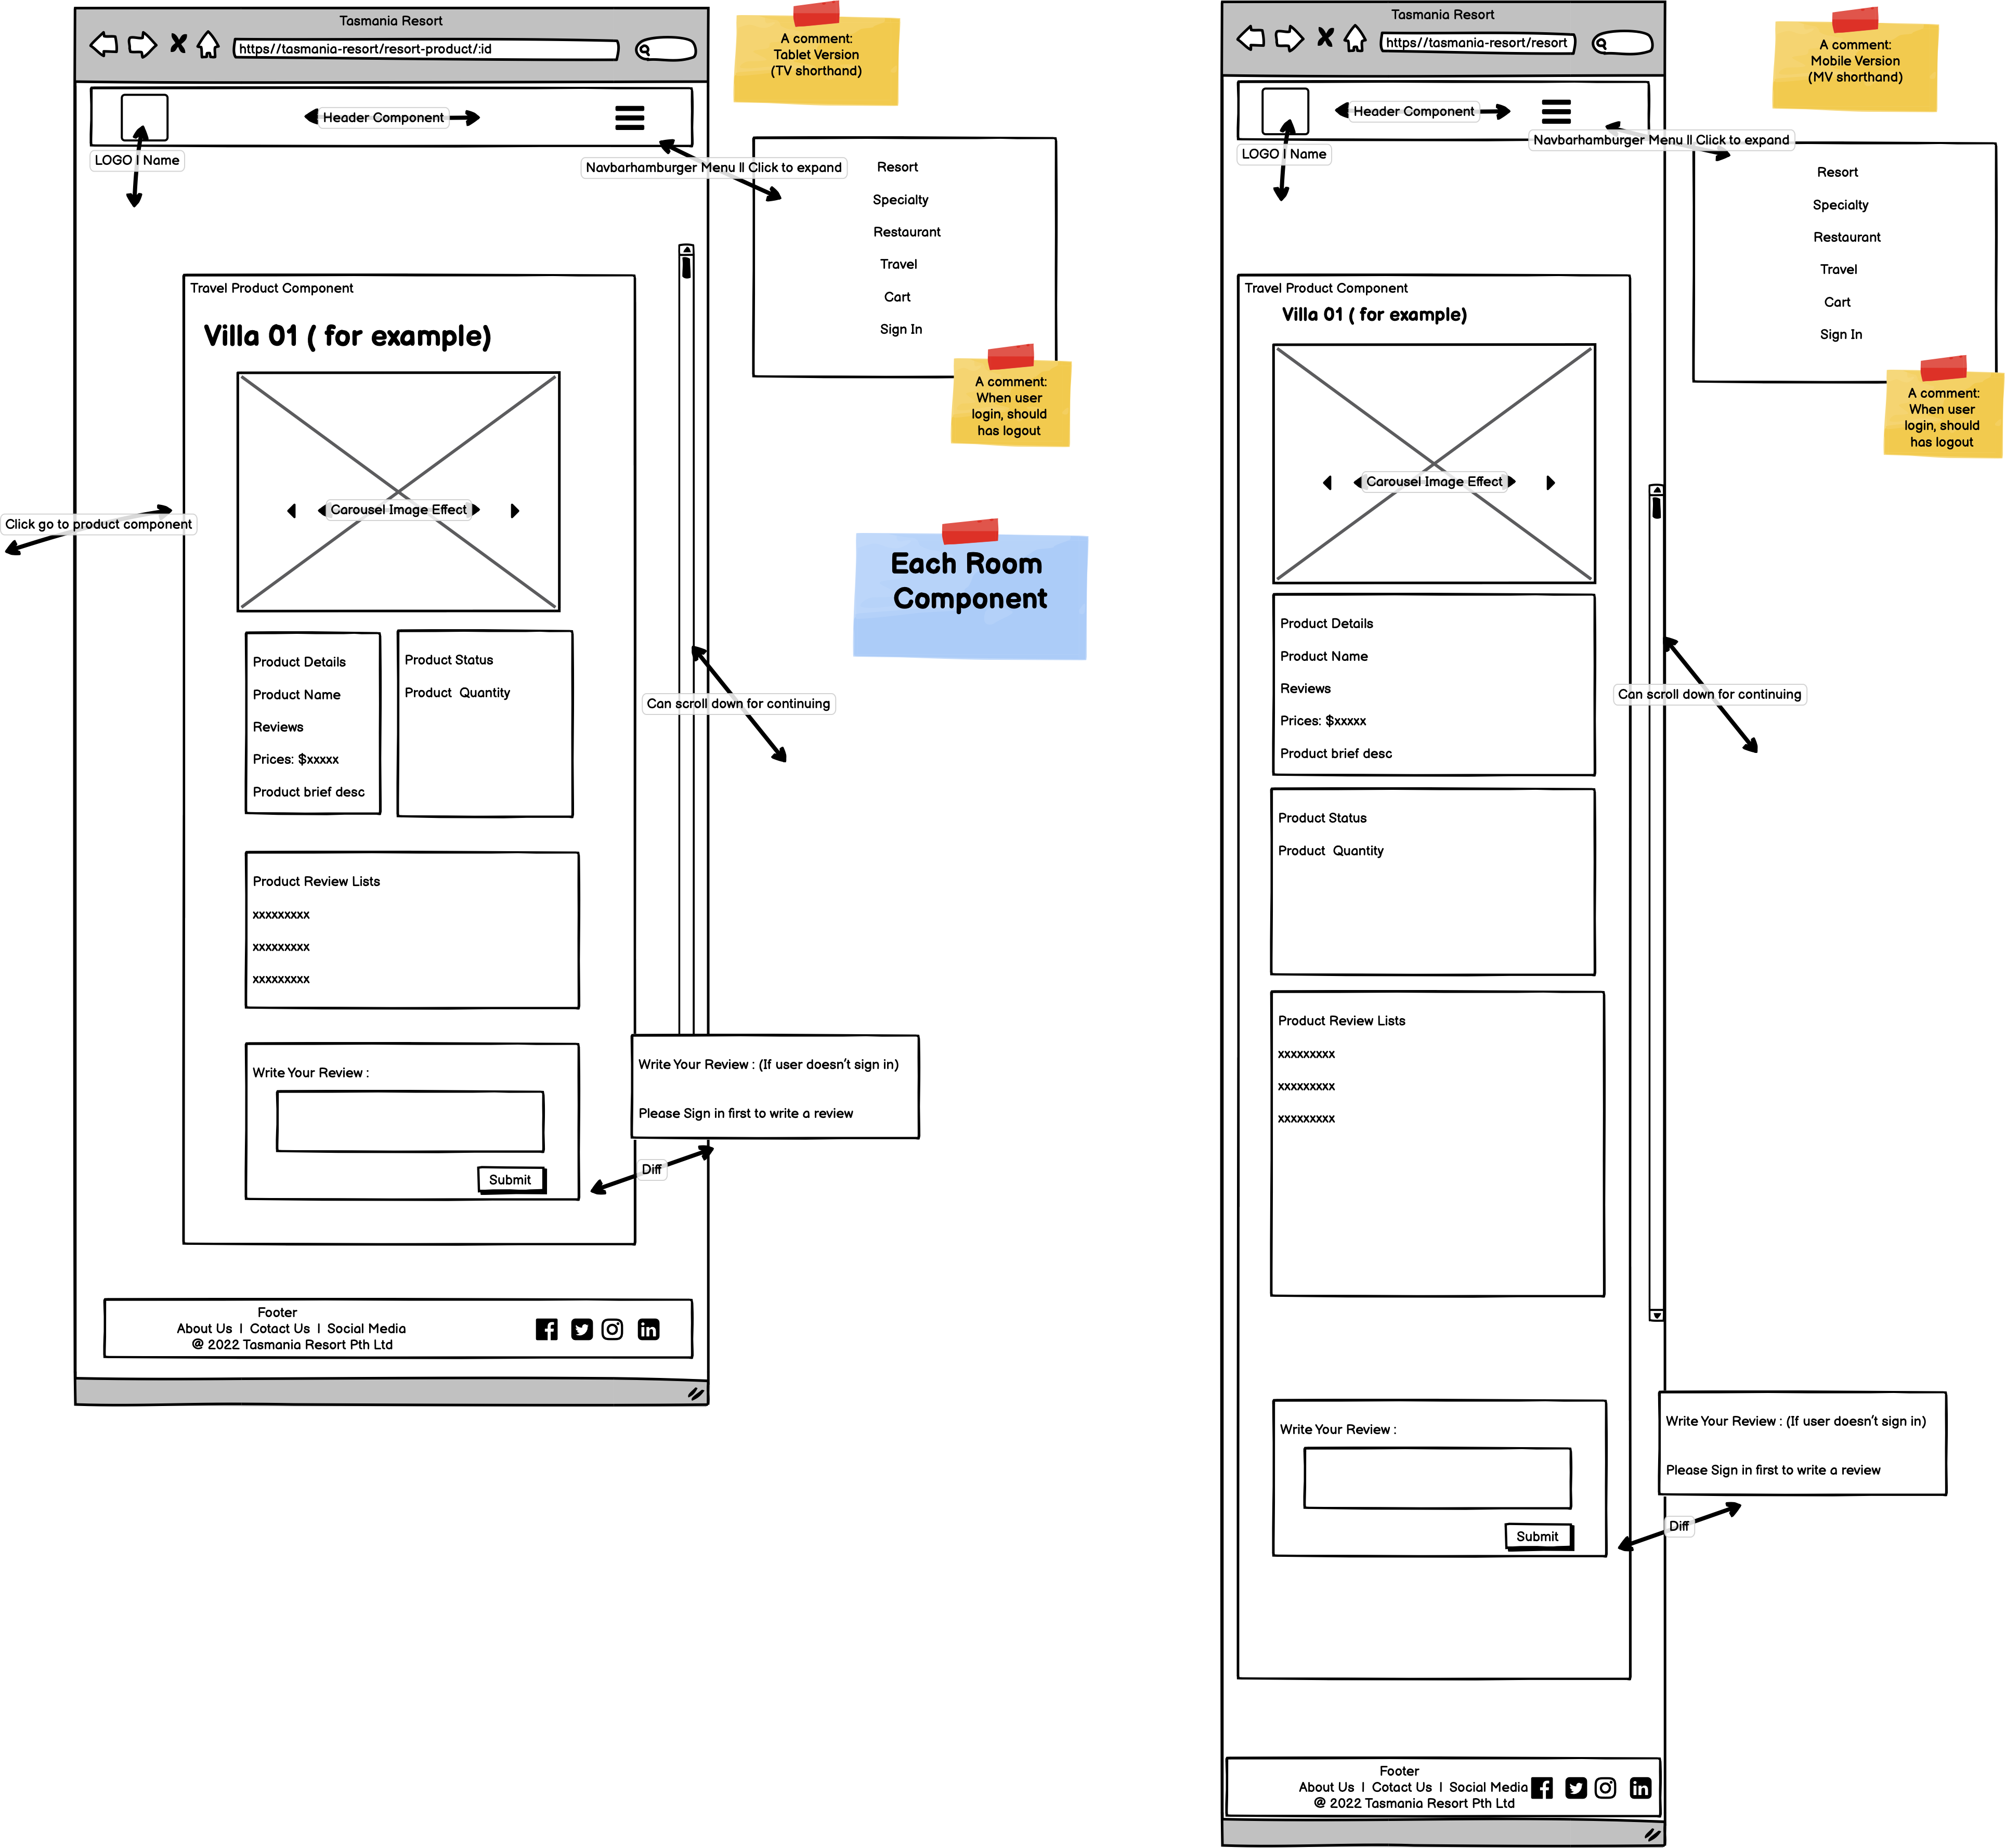 Tasmania Resort
https//tasmania-resort/resort-product/:id
A comment:
Tablet Version
(TV shorthand)
Header Component
LOGO | Name
Navbarhamburger Menu || Click to expand
Resort
Specialty
Restaurant
Travel
Cart
Sign In
A comment:
When user
login, should
has logout
Travel Product Component
Villa 01 ( for example)
Carousel Image Effect
Click go to product component
Each Room
Component
Product Details
Product Name
Reviews
Prices: $xxxxx
Product brief desc
Product Status
Product  Quantity
Can scroll down for continuing
Product Review Lists
xxxxxxxxx
xxxxxxxxx
xxxxxxxxx
Write Your Review :
Submit
Write Your Review : (If user doesn't sign in)
Please Sign in first to write a review
Diff
Footer
About Us  |  Cotact Us  |  Social Media
@ 2022 Tasmania Resort Pth Ltd
Tasmania Resort
https//tasmania-resort/resort
A comment:
Mobile Version
(MV shorthand)
Header Component
LOGO | Name
Navbarhamburger Menu || Click to expand
Resort
Specialty
Restaurant
Travel
Cart
Sign In
A comment:
When user
login, should
has logout
Travel Product Component
Villa 01 ( for example)
Carousel Image Effect
Product Details
Product Name
Reviews
Prices: $xxxxx
Product brief desc
Can scroll down for continuing
Product Status
Product  Quantity
Product Review Lists
xxxxxxxxx
xxxxxxxxx
xxxxxxxxx
Write Your Review :
Submit
Write Your Review : (If user doesn't sign in)
Please Sign in first to write a review
Diff
Footer
About Us  |  Cotact Us  |  Social Media
@ 2022 Tasmania Resort Pth Ltd